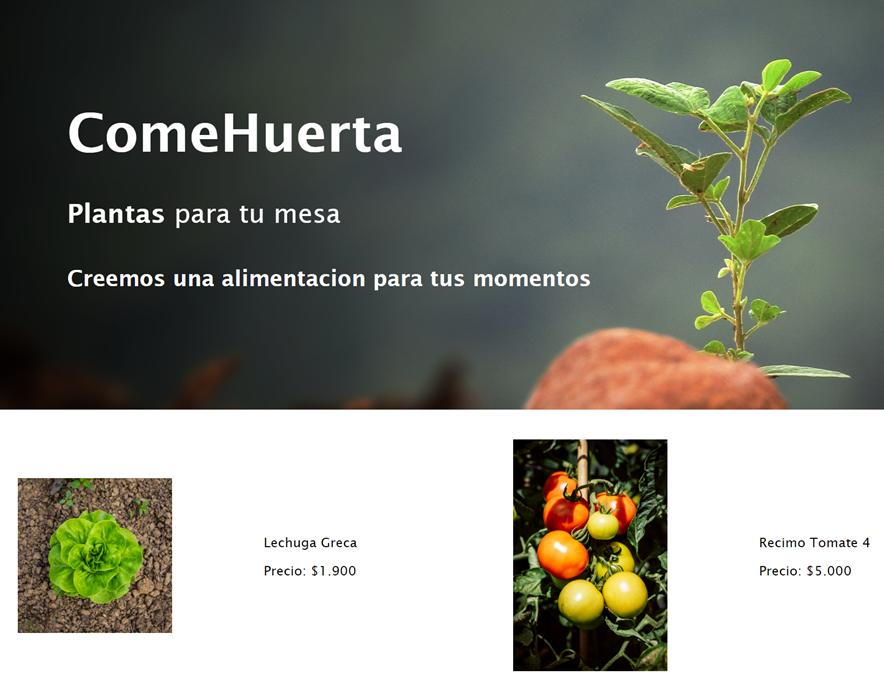 ComeHuerta
Plantas para tu mesa
Creemos una alimentacion para tus momentos
Lechuga Greca
Precio: $1.900
Recimo Tomate 4
Precio: $5.000